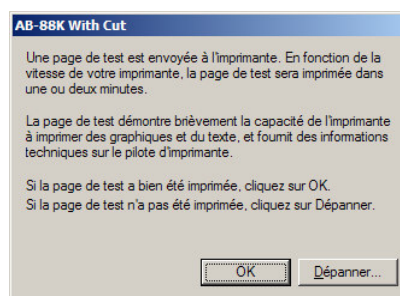 AB-88K With Cut
Une page de test est envoyée à l'imprimante. En fonction de la
vitesse de votre imprimante, la page de test sera imprimée dans
une ou deux minutes.
La page de test démontre brièvement la capacité de l'imprimante
à imprimer des graphiques et du texte, et fournit des informations
techniques sur le pilote d'imprimante.
Si la page de test a bien été imprimée, cliquez sur OK.
Si la page de test n'a pas été imprimée, cliquez sur Dépanner.
OK
Dépanner...